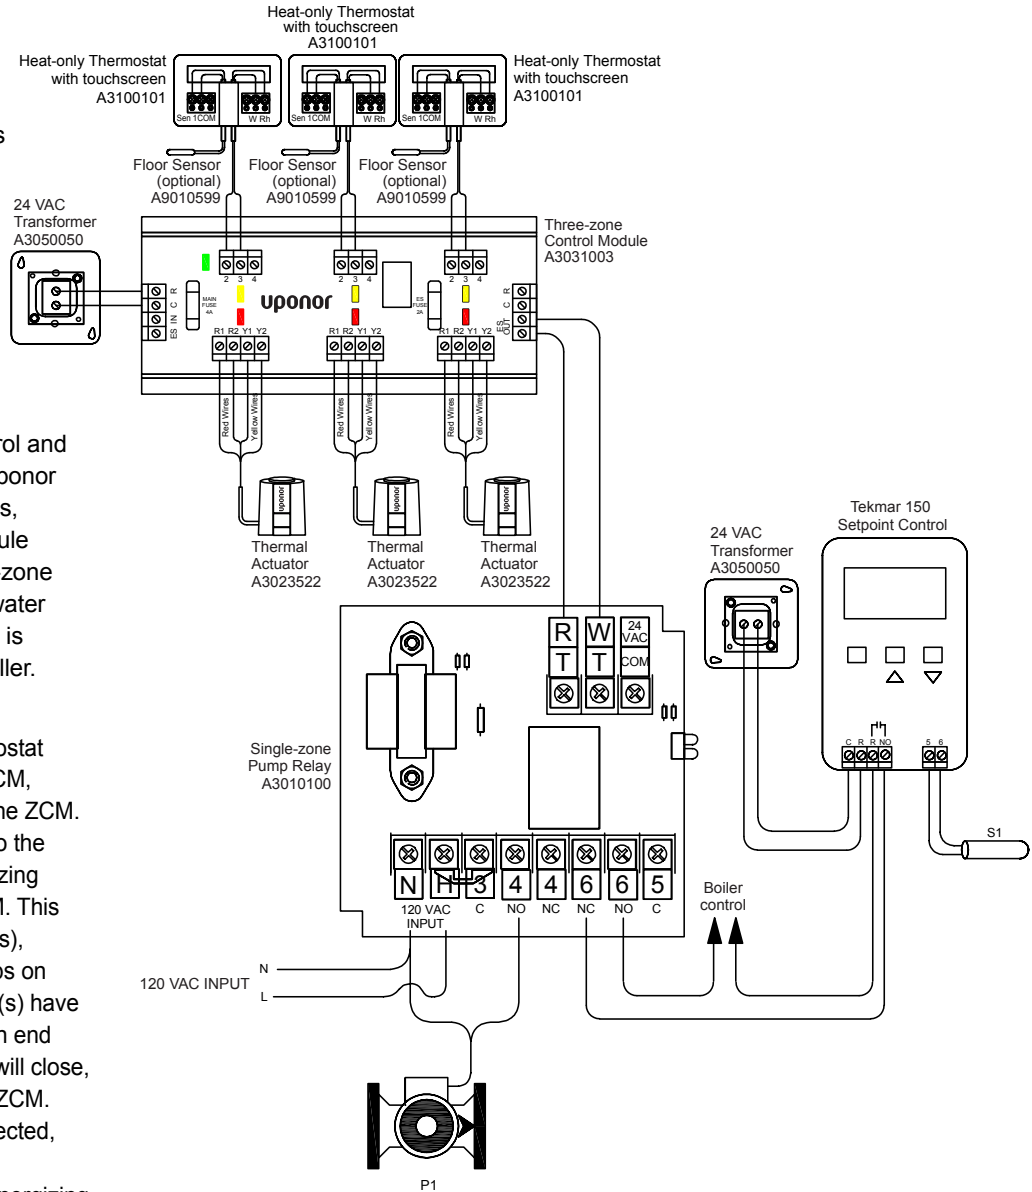 Heat-only Thermostat
with touchscreen
A3100101
Heat-only Thermostat
with touchscreen
A3100101
Heat-only Thermostat
with touchscreen
A3100101
Sen 1COM W Rh
Sen 1COM W Rh
Sen 1COM W Rh
s
Floor Sensor
(optional)
A9010599
Floor Sensor
(optional)
A9010599
Floor Sensor
(optional)
A9010599
24 VAC
Transformer
A3050050
Three-zone
Control Module
A3031003
2 3 4
2 3 4
2 3 4
ES IN C R
MAIN
FUSE
4A
uponor
ES
FUSE
2A
ES
OUT C R
R1 R2 Y1 Y2
R1 R2 Y1 Y2
R1 R2 Y1 Y2
Red Wires
Yellow Wires
Red Wires
Yellow Wires
Red Wires
Yellow Wires
uponor
uponor
uponor
Thermal
Actuator
A3023522
Thermal
Actuator
A3023522
Thermal
Actuator
A3023522
rol and
ponor
s,
ule
-zone
water
is
ller.
ostat
CM,
he ZCM.
o the
zing
M. This
s),
os on
(s) have
n end
will close,
ZCM.
ected,
nergizing
24 VAC
Transformer
A3050050
Tekmar 150
Setpoint Control
C R R NO
5 6
S1
R
T
W
T
24
VAC
COM
Single-zone
Pump Relay
A3010100
N H 3 4 4 6 6 5
C NO NC NC NO C
120 VAC
INPUT
Boiler
control
120 VAC INPUT
N
L
P1